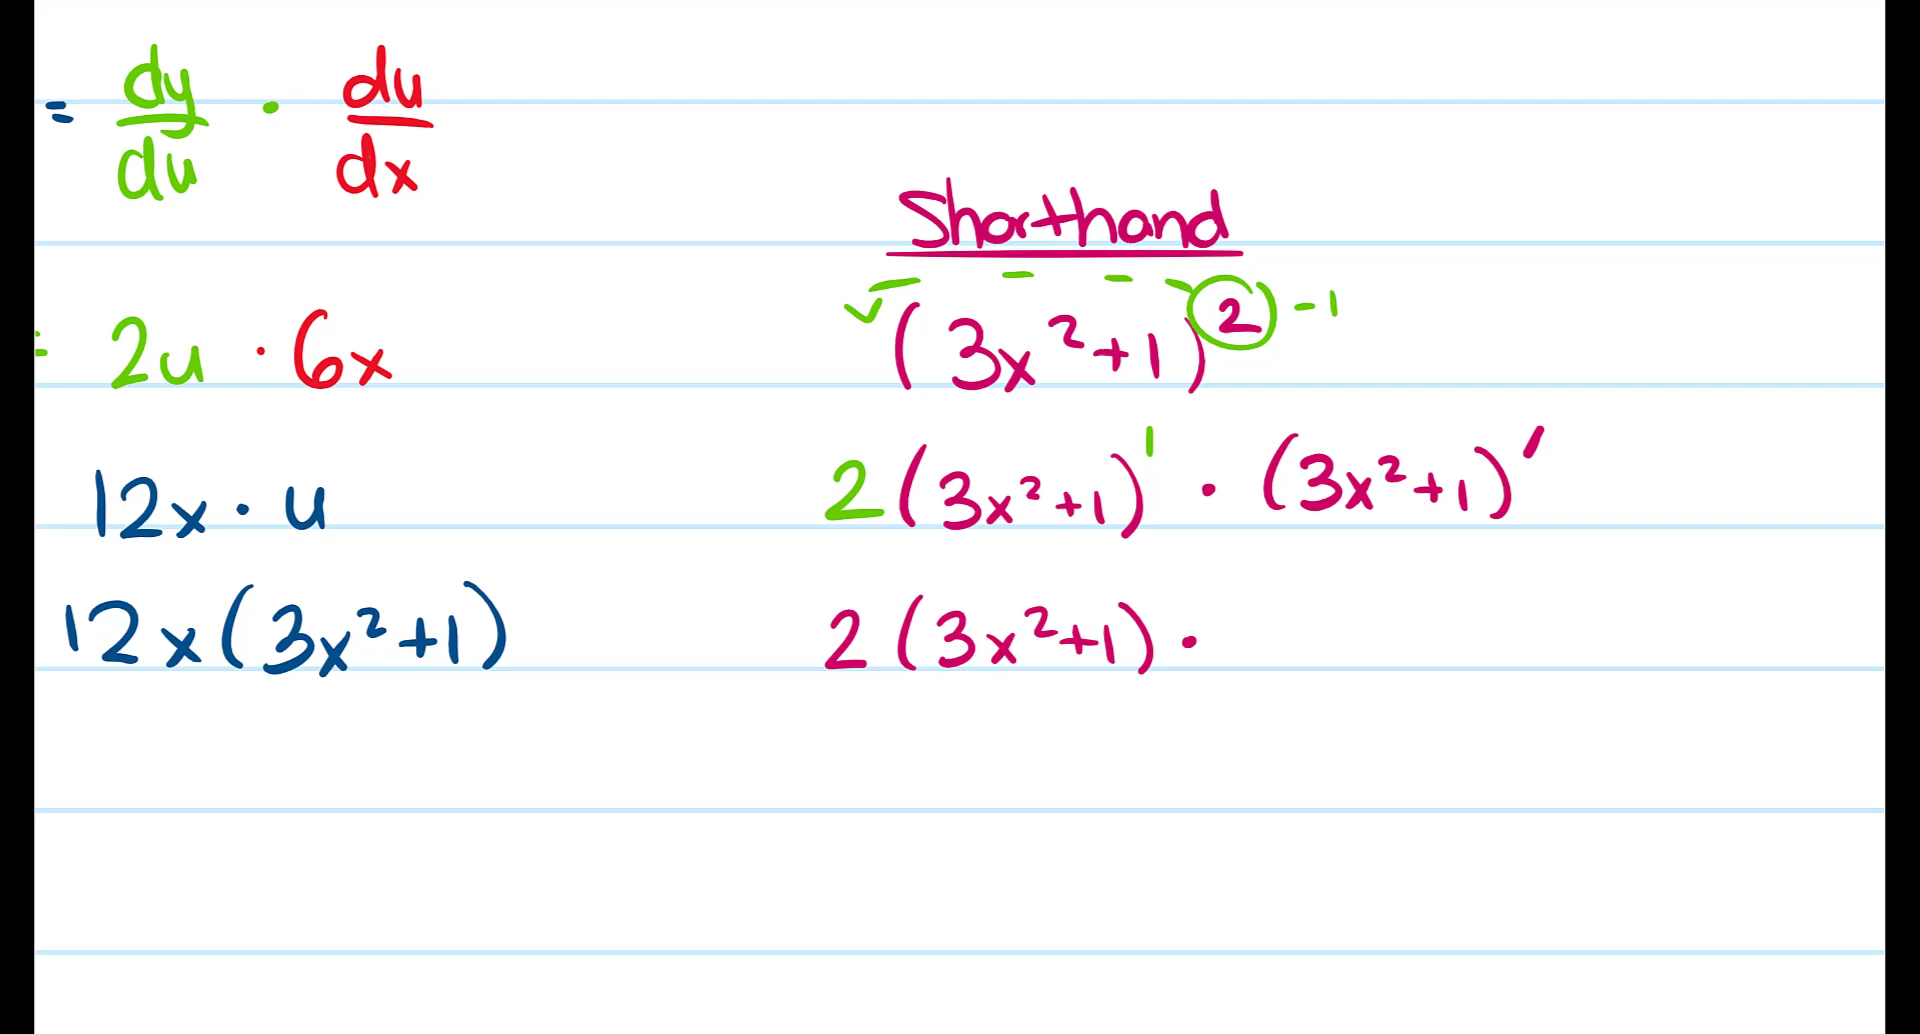 = dy/du · du/dx
= 2u · 6x
12x · u
12x(3x²+1)
Shorthand
(3x²+1)² -1
2(3x²+1)¹ · (3x²+1)'
2(3x²+1) ·